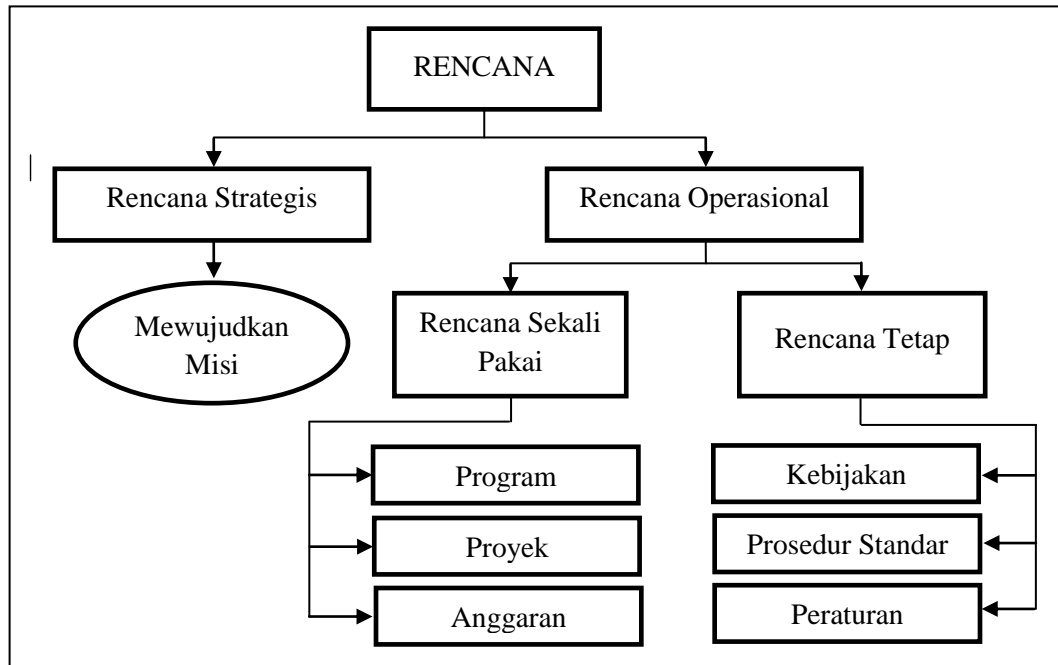 RENCANA
Rencana Strategis
Rencana Operasional
Mewujudkan
Misi
Rencana Sekali
Pakai
Rencana Tetap
Program
Proyek
Anggaran
Kebijakan
Prosedur Standar
Peraturan